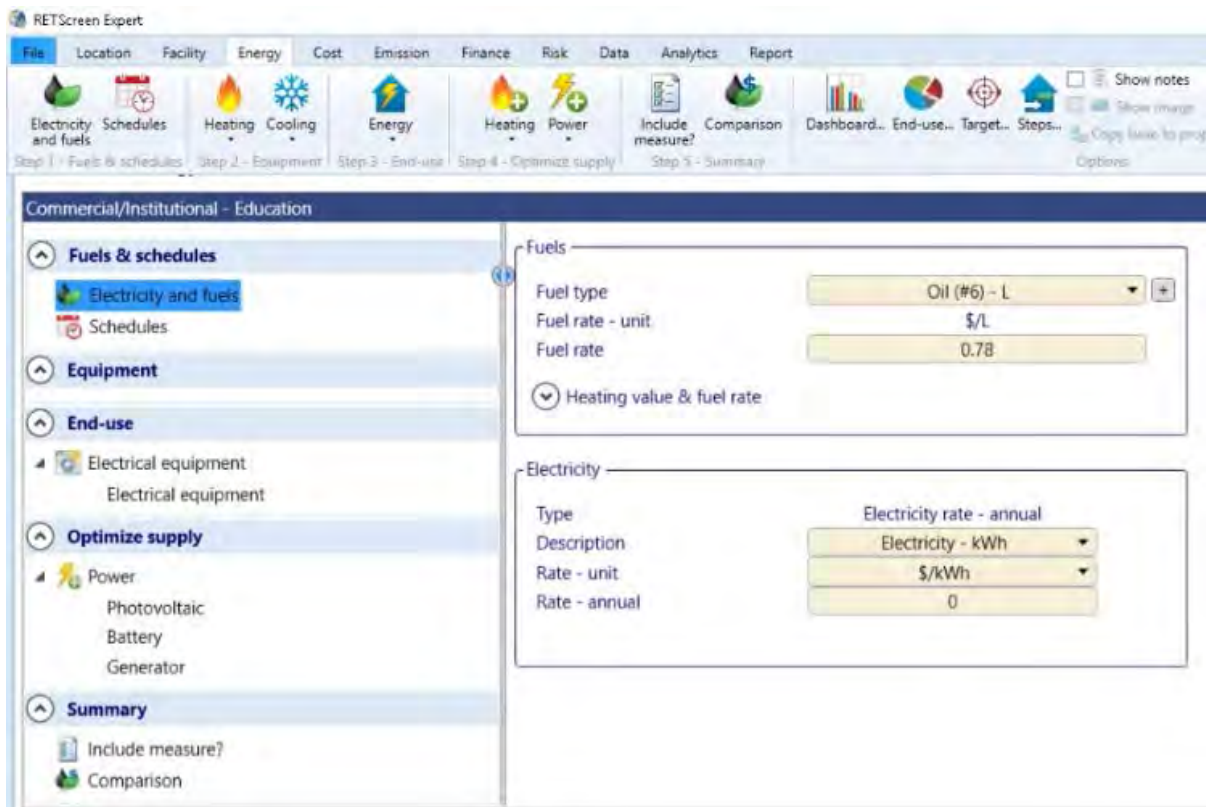 RETScreen Expert
File Location Facility Energy Cost Emission Finance Risk Data Analytics Report
Electricity and fuels Schedules Heating Cooling Energy Heating Power Include measure? Comparison Dashboard... End-use... Target... Steps... Show notes
Show image
Step 1 - Fuels & schedules Step 2 - Equipment Step 3 - End-use Step 4 - Optimize supply Step 5 - Summary Options
Commercial/Institutional - Education
Fuels & schedules
Electricity and fuels
Schedules
Equipment
End-use
Electrical equipment
Electrical equipment
Optimize supply
Power
Photovoltaic
Battery
Generator
Summary
Include measure?
Comparison
Fuels
Fuel type Oil (#6) - L
Fuel rate - unit $/L
Fuel rate 0.78
Heating value & fuel rate
Electricity
Type Electricity rate - annual
Description Electricity - kWh
Rate - unit $/kWh
Rate - annual 0